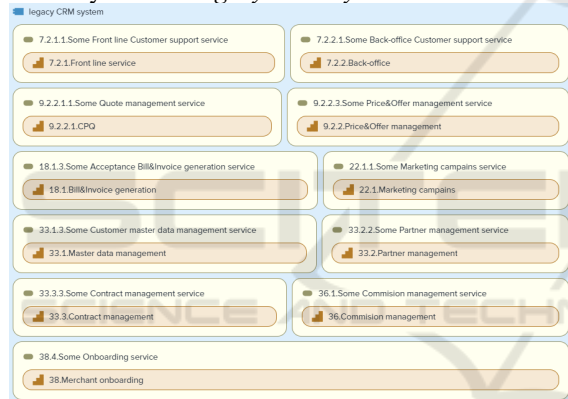 legacy CRM system
7.2.1.1.Some Front line Customer support service
7.2.1.Front line service
7.2.2.1.Some Back-office Customer support service
7.2.2.Back-office
9.2.2.1.1.Some Quote management service
9.2.2.1.CPQ
9.2.2.3.Some Price&Offer management service
9.2.2.Price&Offer management
18.1.3.Some Acceptance Bill&Invoice generation service
18.1.Bill&Invoice generation
22.1.1.Some Marketing campains service
22.1.Marketing campains
33.1.3.Some Customer master data management service
33.1.Master data management
33.2.2.Some Partner management service
33.2.Partner management
33.3.3.Some Contract management service
33.3.Contract management
36.1.Some Commision management service
36.Commision management
38.4.Some Onboarding service
38.Merchant onboarding